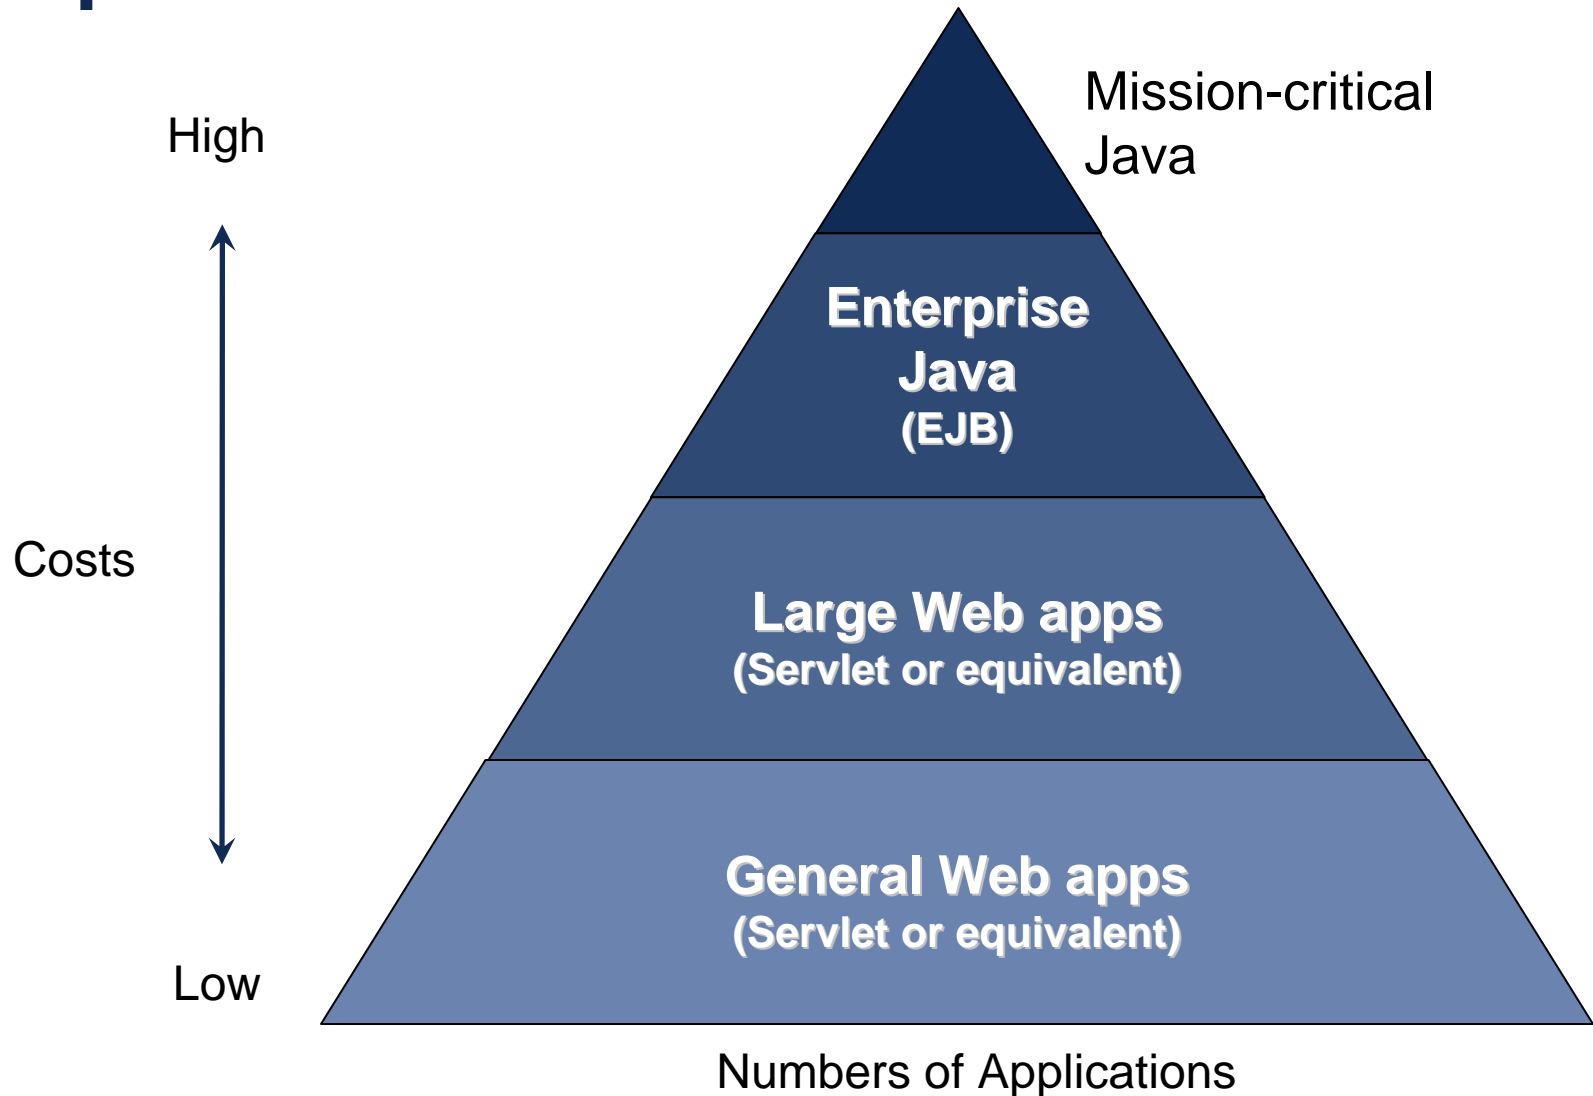 Mission-critical
Java
High
Enterprise
Java
(EJB)
Costs
Large Web apps
(Servlet or equivalent)
General Web apps
(Servlet or equivalent)
Low
Numbers of Applications